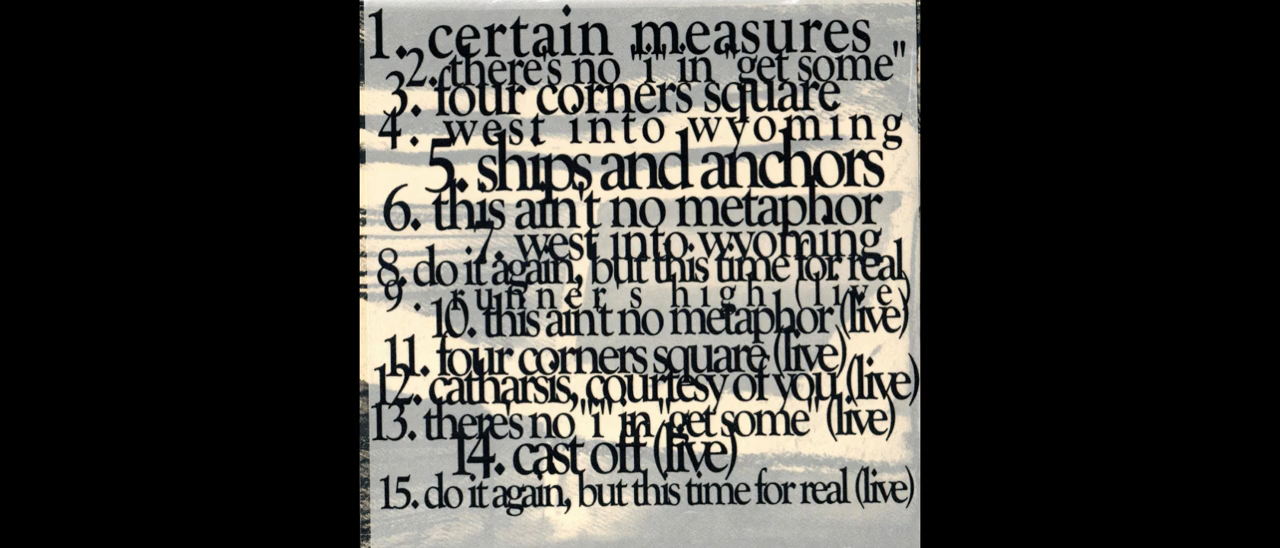 1. certain measures
2. there's no "i" in "get some"
3. four corners square
4. west into wyoming
5. ships and anchors
6. this ain't no metaphor
7. west into wyoming
8. do it again, but this time for real
9. runner's high (live)
10. this ain't no metaphor (live)
11. four corners square (live)
12. catharsis, courtesy of you (live)
13. there's no "i" in "get some" (live)
14. cast off (live)
15. do it again, but this time for real (live)